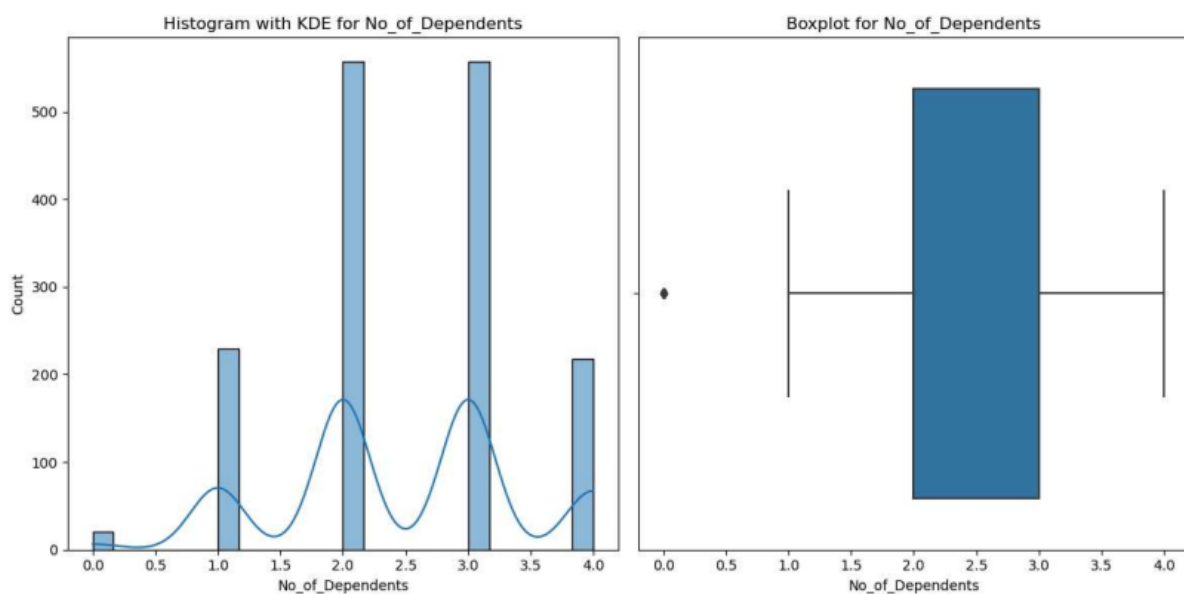 Histogram with KDE for No_of_Dependents
Boxplot for No_of_Dependents
500
400
300
200
100
0
Count
0.0 0.5 1.0 1.5 2.0 2.5 3.0 3.5 4.0
No_of_Dependents
0.0 0.5 1.0 1.5 2.0 2.5 3.0 3.5 4.0
No_of_Dependents